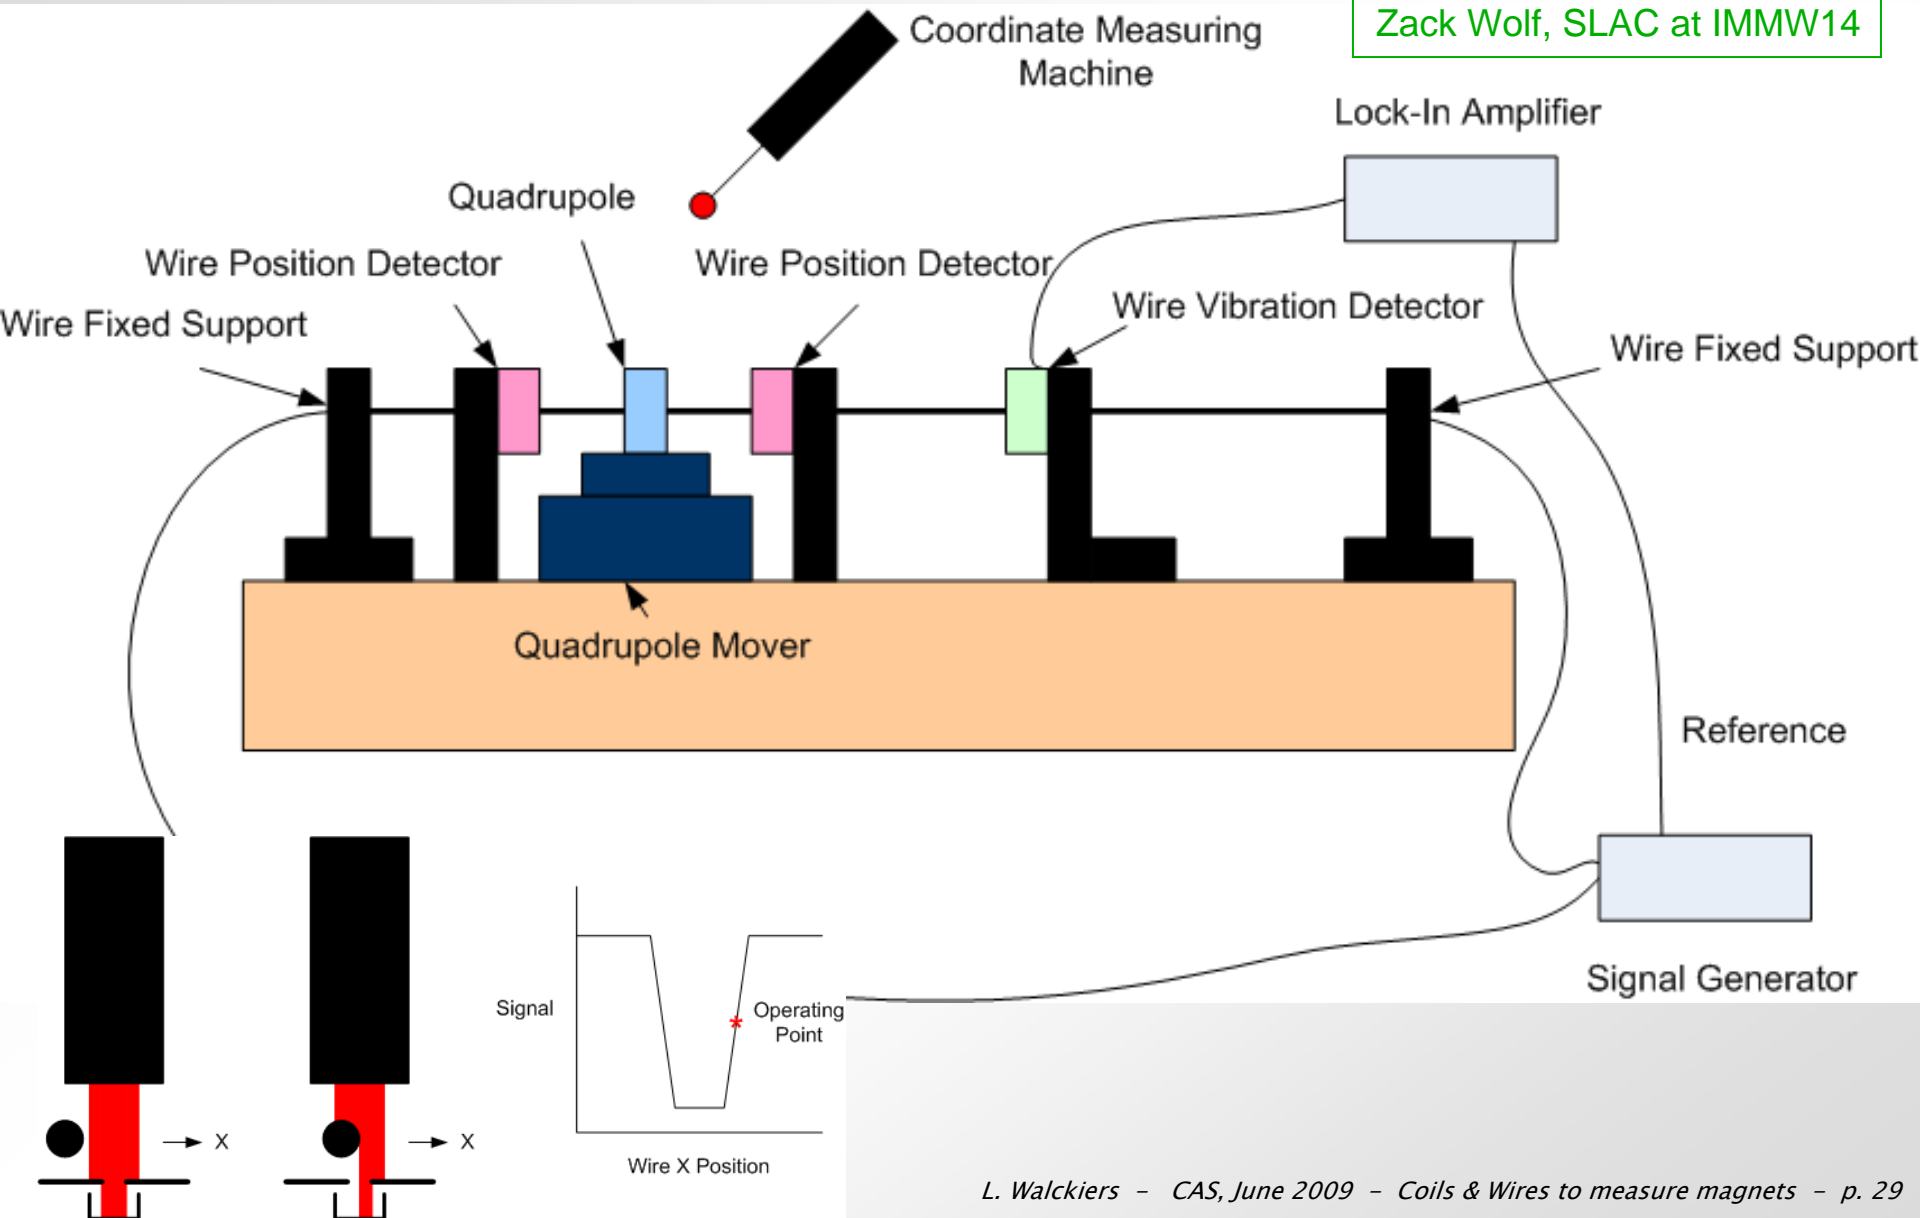 Zack Wolf, SLAC at IMMW14
Coordinate Measuring
Machine
Lock-In Amplifier
Quadrupole
Wire Position Detector
Wire Position Detector
Wire Vibration Detector
Wire Fixed Support
Wire Fixed Support
Quadrupole Mover
Reference
Signal Generator
Signal
*
Operating
Point
X
X
Wire X Position
L. Walckiers - CAS, June 2009 - Coils & Wires to measure magnets - p. 29